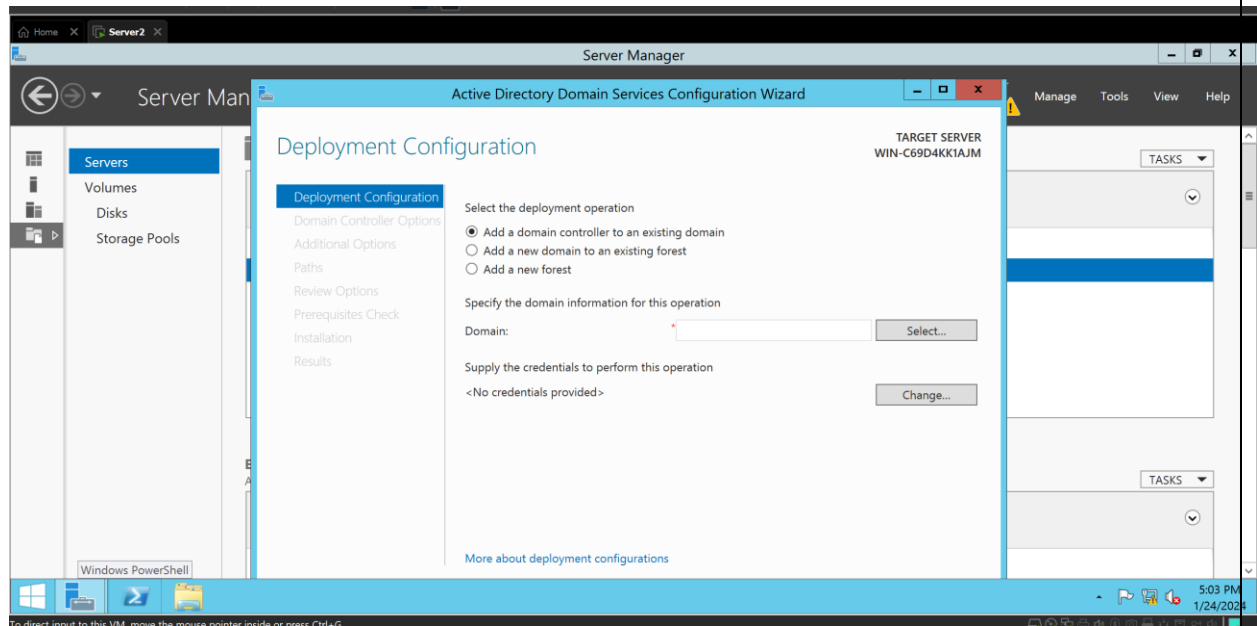 Home
Server2
Server Manager
Server Man
Manage Tools View Help
Active Directory Domain Services Configuration Wizard
Deployment Configuration
TARGET SERVER
WIN-C69D4KK1AJM
Servers
Volumes
Disks
Storage Pools
TASKS
Deployment Configuration
Domain Controller Options
Additional Options
Paths
Review Options
Prerequisites Check
Installation
Results
Select the deployment operation
Add a domain controller to an existing domain
Add a new domain to an existing forest
Add a new forest
Specify the domain information for this operation
Domain: * Select...
Supply the credentials to perform this operation
<No credentials provided> Change...
More about deployment configurations
TASKS
Windows PowerShell
5:03 PM
1/24/2024
To direct input to this VM, move the mouse pointer inside or press Ctrl+G.